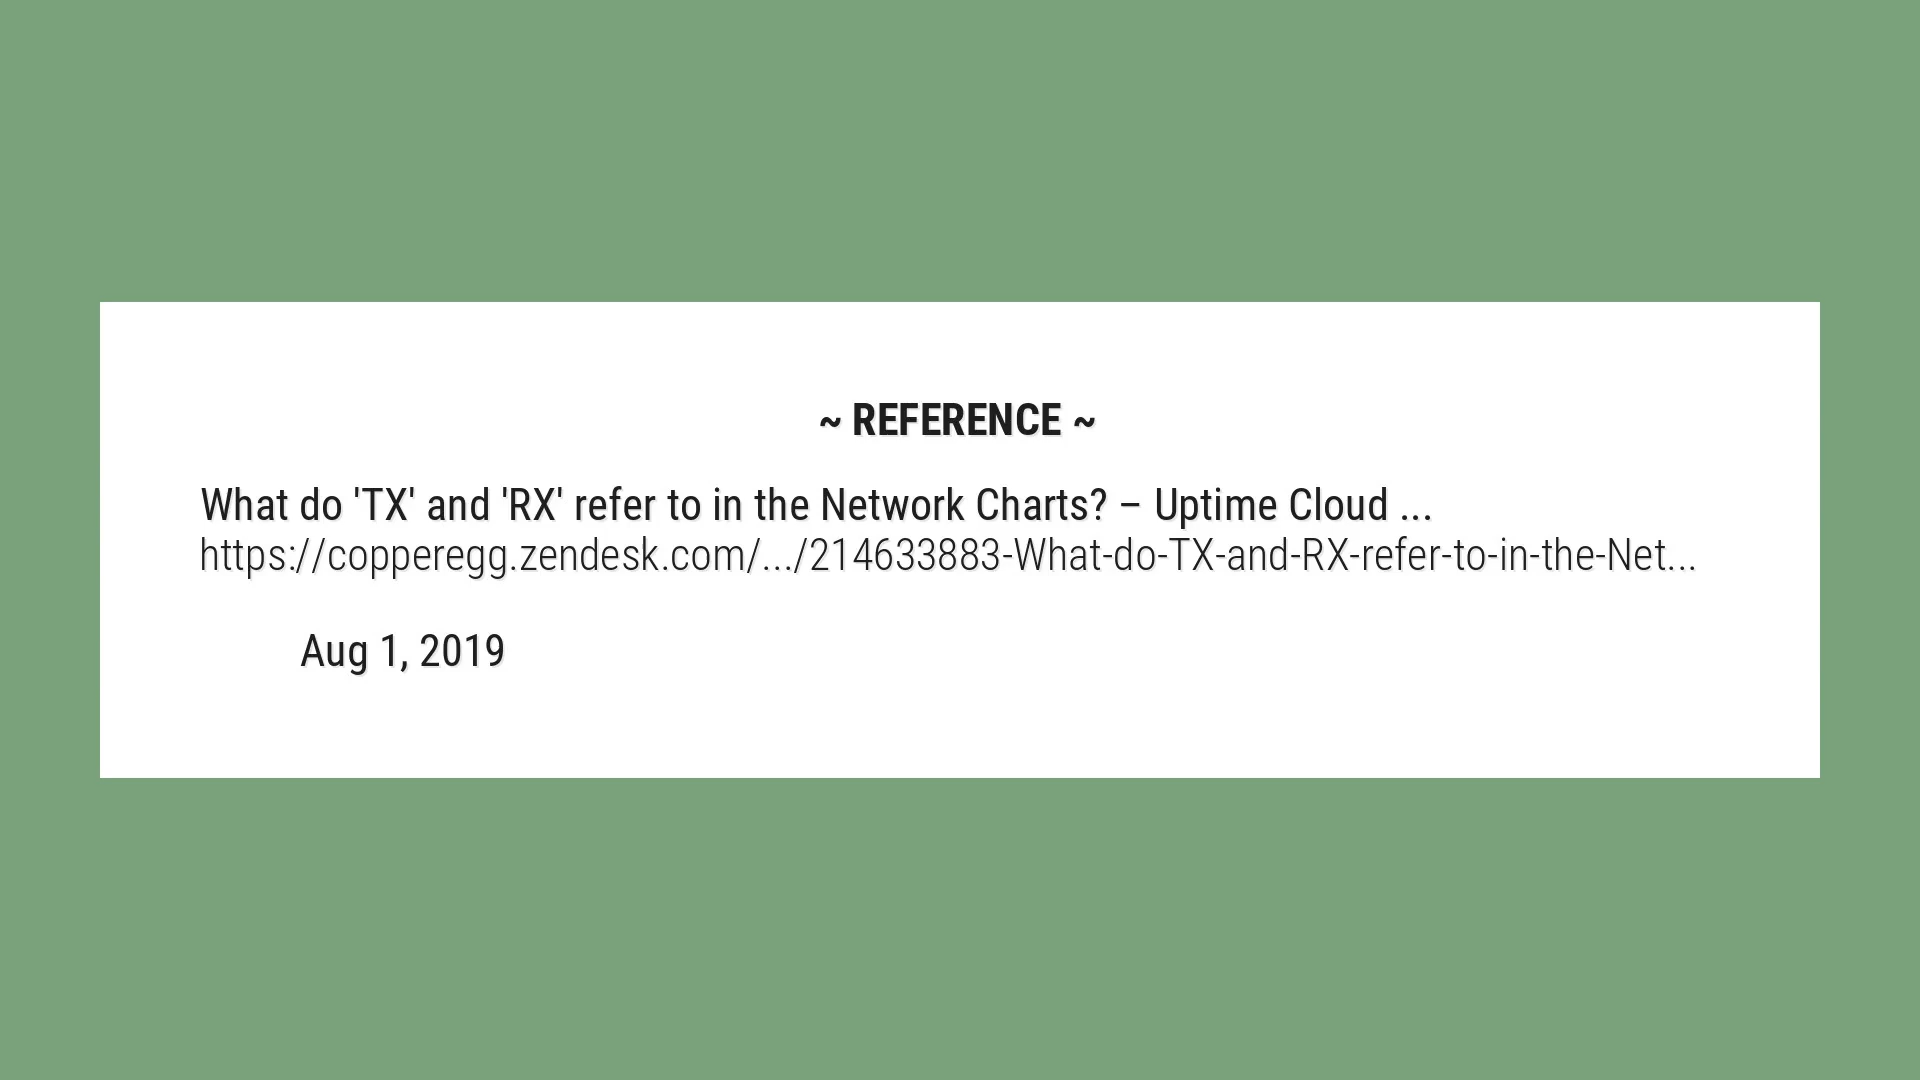 ~ REFERENCE ~
What do 'TX' and 'RX' refer to in the Network Charts? – Uptime Cloud ...
https://copperegg.zendesk.com/.../214633883-What-do-TX-and-RX-refer-to-in-the-Net...
Aug 1, 2019